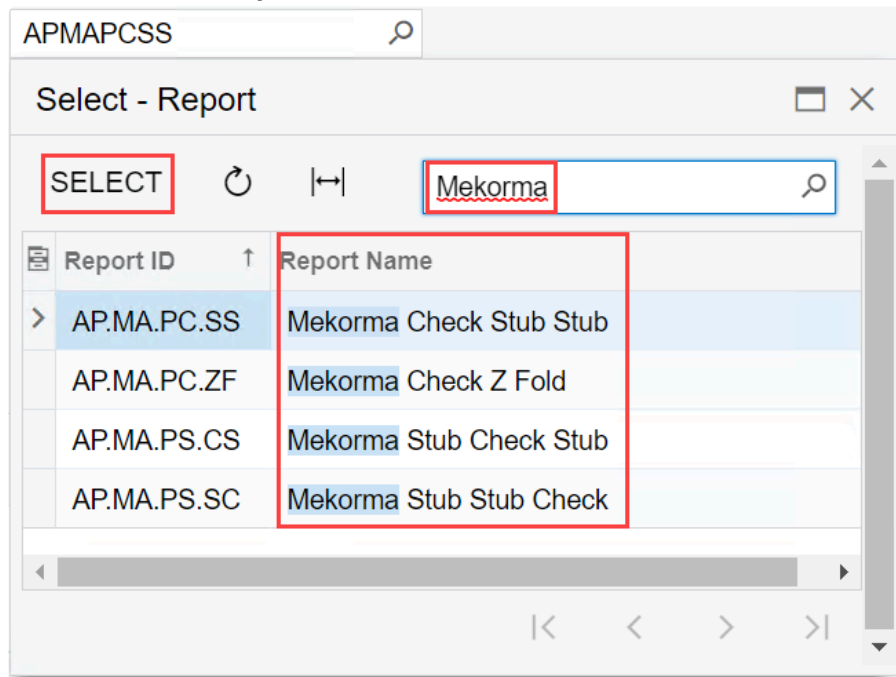 APMAPCSS
Select - Report
SELECT Mekorma
Report ID Report Name
AP.MA.PC.SS Mekorma Check Stub Stub
AP.MA.PC.ZF Mekorma Check Z Fold
AP.MA.PS.CS Mekorma Stub Check Stub
AP.MA.PS.SC Mekorma Stub Stub Check